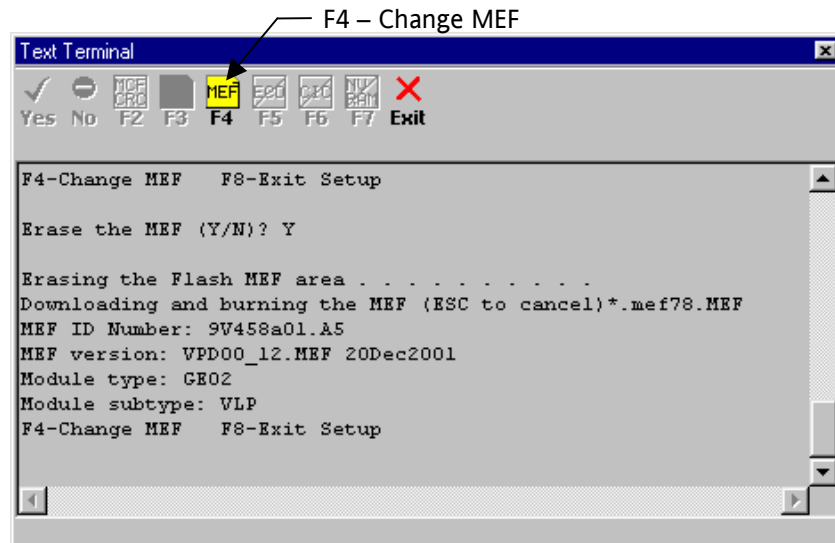 F4 – Change MEF
Text Terminal
MCF CRC MEF EPD CPD NV RAM
Yes No F2 F3 F4 F5 F6 F7 Exit
F4-Change MEF F8-Exit Setup
Erase the MEF (Y/N)? Y
Erasing the Flash MEF area . . . . . . . . . . .
Downloading and burning the MEF (ESC to cancel)*.mef78.MEF
MEF ID Number: 9V458a01.A5
MEF version: VPD00_12.MEF 20Dec2001
Module type: GE02
Module subtype: VLP
F4-Change MEF F8-Exit Setup